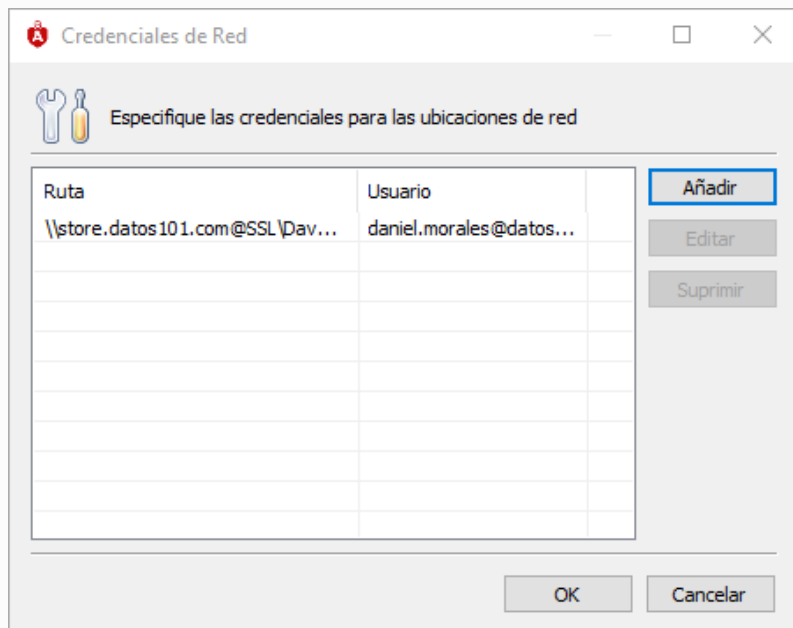 Credenciales de Red
Especifique las credenciales para las ubicaciones de red
Ruta Usuario
\\store.datos101.com@SSL\Dav... daniel.morales@datos...
Añadir
Editar
Suprimir
OK Cancelar